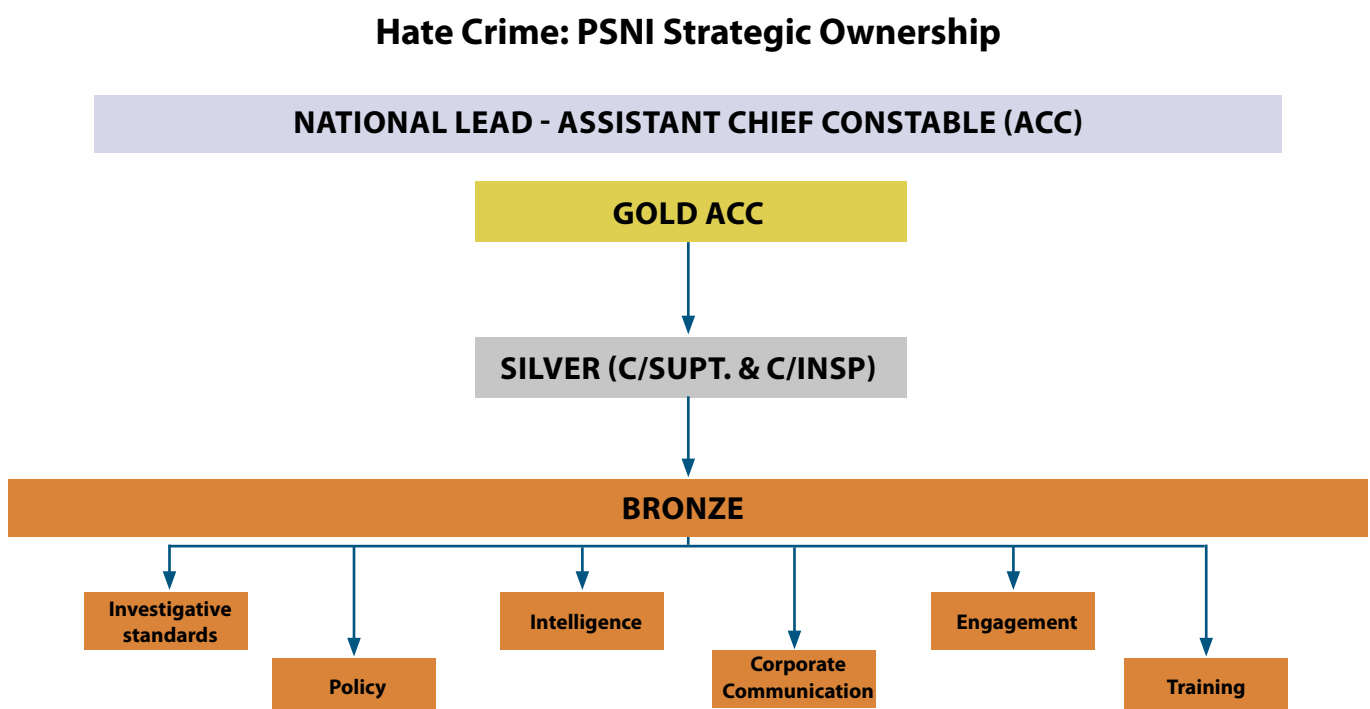 Hate Crime: PSNI Strategic Ownership
NATIONAL LEAD - ASSISTANT CHIEF CONSTABLE (ACC)
GOLD ACC
SILVER (C/SUPT. & C/INSP)
BRONZE
Investigative
standards
Policy
Intelligence
Corporate
Communication
Engagement
Training